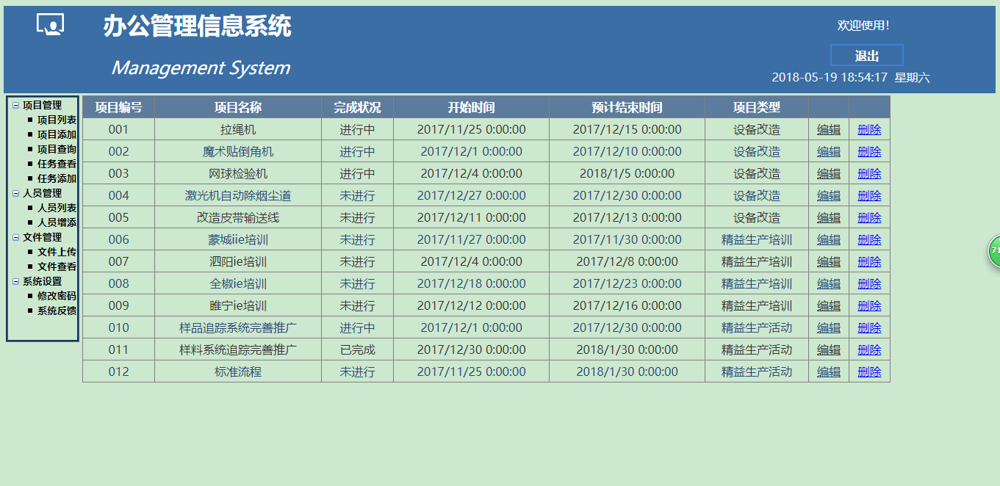 办公管理信息系统
Management System
欢迎使用！
退出
2018-05-19 18:54:17 星期六
项目管理
项目列表
项目添加
项目查询
任务查看
任务添加
人员管理
人员列表
人员增添
文件管理
文件上传
文件查看
系统设置
修改密码
系统反馈
项目编号 项目名称 完成状况 开始时间 预计结束时间 项目类型
001 拉绳机 进行中 2017/11/25 0:00:00 2017/12/15 0:00:00 设备改造 编辑 删除
002 魔术贴倒角机 进行中 2017/12/1 0:00:00 2017/12/10 0:00:00 设备改造 编辑 删除
003 网球检验机 进行中 2017/12/4 0:00:00 2018/1/5 0:00:00 设备改造 编辑 删除
004 激光机自动除烟尘道 未进行 2017/12/27 0:00:00 2017/12/30 0:00:00 设备改造 编辑 删除
005 改造皮带输送线 未进行 2017/12/11 0:00:00 2017/12/13 0:00:00 设备改造 编辑 删除
006 蒙城iie培训 未进行 2017/11/27 0:00:00 2017/11/30 0:00:00 精益生产培训 编辑 删除
007 泗阳ie培训 未进行 2017/12/4 0:00:00 2017/12/8 0:00:00 精益生产培训 编辑 删除
008 全椒ie培训 未进行 2017/12/18 0:00:00 2017/12/23 0:00:00 精益生产培训 编辑 删除
009 睢宁ie培训 未进行 2017/12/12 0:00:00 2017/12/16 0:00:00 精益生产培训 编辑 删除
010 样品追踪系统完善推广 进行中 2017/12/1 0:00:00 2017/12/30 0:00:00 精益生产活动 编辑 删除
011 样料系统追踪完善推广 已完成 2017/12/30 0:00:00 2018/1/30 0:00:00 精益生产活动 编辑 删除
012 标准流程 未进行 2017/11/25 0:00:00 2018/1/30 0:00:00 精益生产活动 编辑 删除